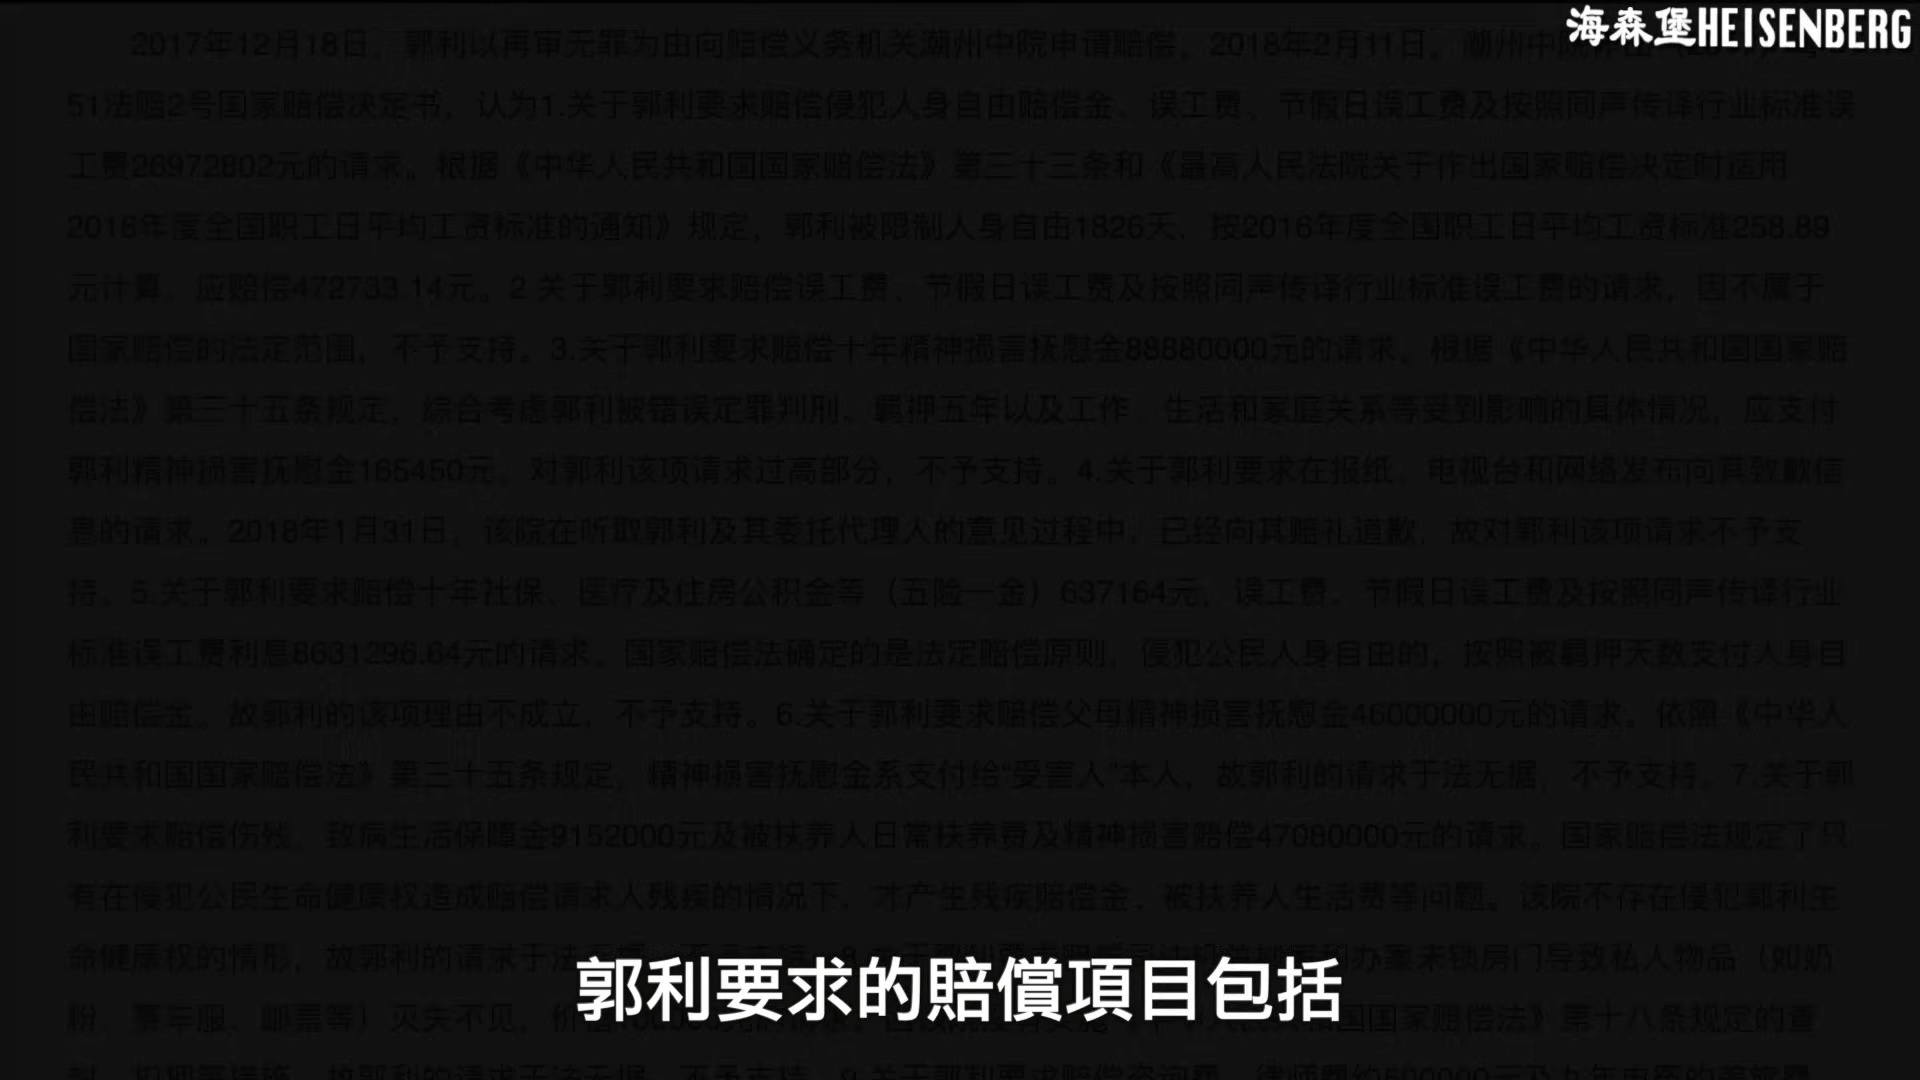 海森堡HEISENBERG
2017年12月18日，郭利以再审无罪为由向赔偿义务机关潮州中院申请赔偿。2018年2月11日，潮州中院
51法赔2号国家赔偿决定书，认为1.关于郭利要求赔偿侵犯人身自由赔偿金、误工费、节假日误工费及按照同声传译行业标准误
工费26972802元的请求。根据《中华人民共和国国家赔偿法》第三十三条和《最高人民法院关于作出国家赔偿决定时适用
2016年度全国职工日平均工资标准的通知》规定，郭利被限制人身自由1826天，按2016年度全国职工日平均工资标准258.89
元计算，应赔偿472733.14元。2.关于郭利要求赔偿误工费、节假日误工费及按照同声传译行业标准误工费的请求，因不属于
国家赔偿的法定范围，不予支持。3.关于郭利要求赔偿十年精神损害抚慰金88880000元的请求。根据《中华人民共和国国家赔
偿法》第三十五条规定，综合考虑郭利被错误定罪判刑、羁押五年以及工作、生活和家庭关系等受到影响的具体情况，应支付
郭利精神损害抚慰金165450元。对郭利该项请求过高部分，不予支持。4.关于郭利要求在报纸、电视台和网络发布向其致歉信
息的请求。2018年1月31日，该院在听取郭利及其委托代理人的意见过程中，已经向其赔礼道歉，故对郭利该项请求不予支
持。5.关于郭利要求赔偿十年社保、医疗及住房公积金等（五险一金）637164元，误工费、节假日误工费及按照同声传译行业
标准误工费利息8631296.64元的请求。国家赔偿法确定的是法定赔偿原则，侵犯公民人身自由的，按照被羁押天数支付人身自
由赔偿金。故郭利的该项理由不成立，不予支持。6.关于郭利要求赔偿父母精神损害抚慰金46000000元的请求。依照《中华人
民共和国国家赔偿法》第三十五条规定，精神损害抚慰金系支付给“受害人”本人，故郭利的请求于法无据，不予支持。7.关于郭
利要求赔偿伤残、致病生活保障金9152000元及被扶养人日常扶养费及精神损害赔偿47080000元的请求。国家赔偿法规定了只
有在侵犯公民生命健康权造成赔偿请求人残疾的情况下，才产生残疾赔偿金、被扶养人生活费等问题。该院不存在侵犯郭利生
命健康权的情形，故郭利的请求于法 办案未锁房门导致私人物品（如奶
粉、赛车服、邮票等）灭失不见，价值 国国家赔偿法》第十八条规定的查
郭利要求的賠償項目包括